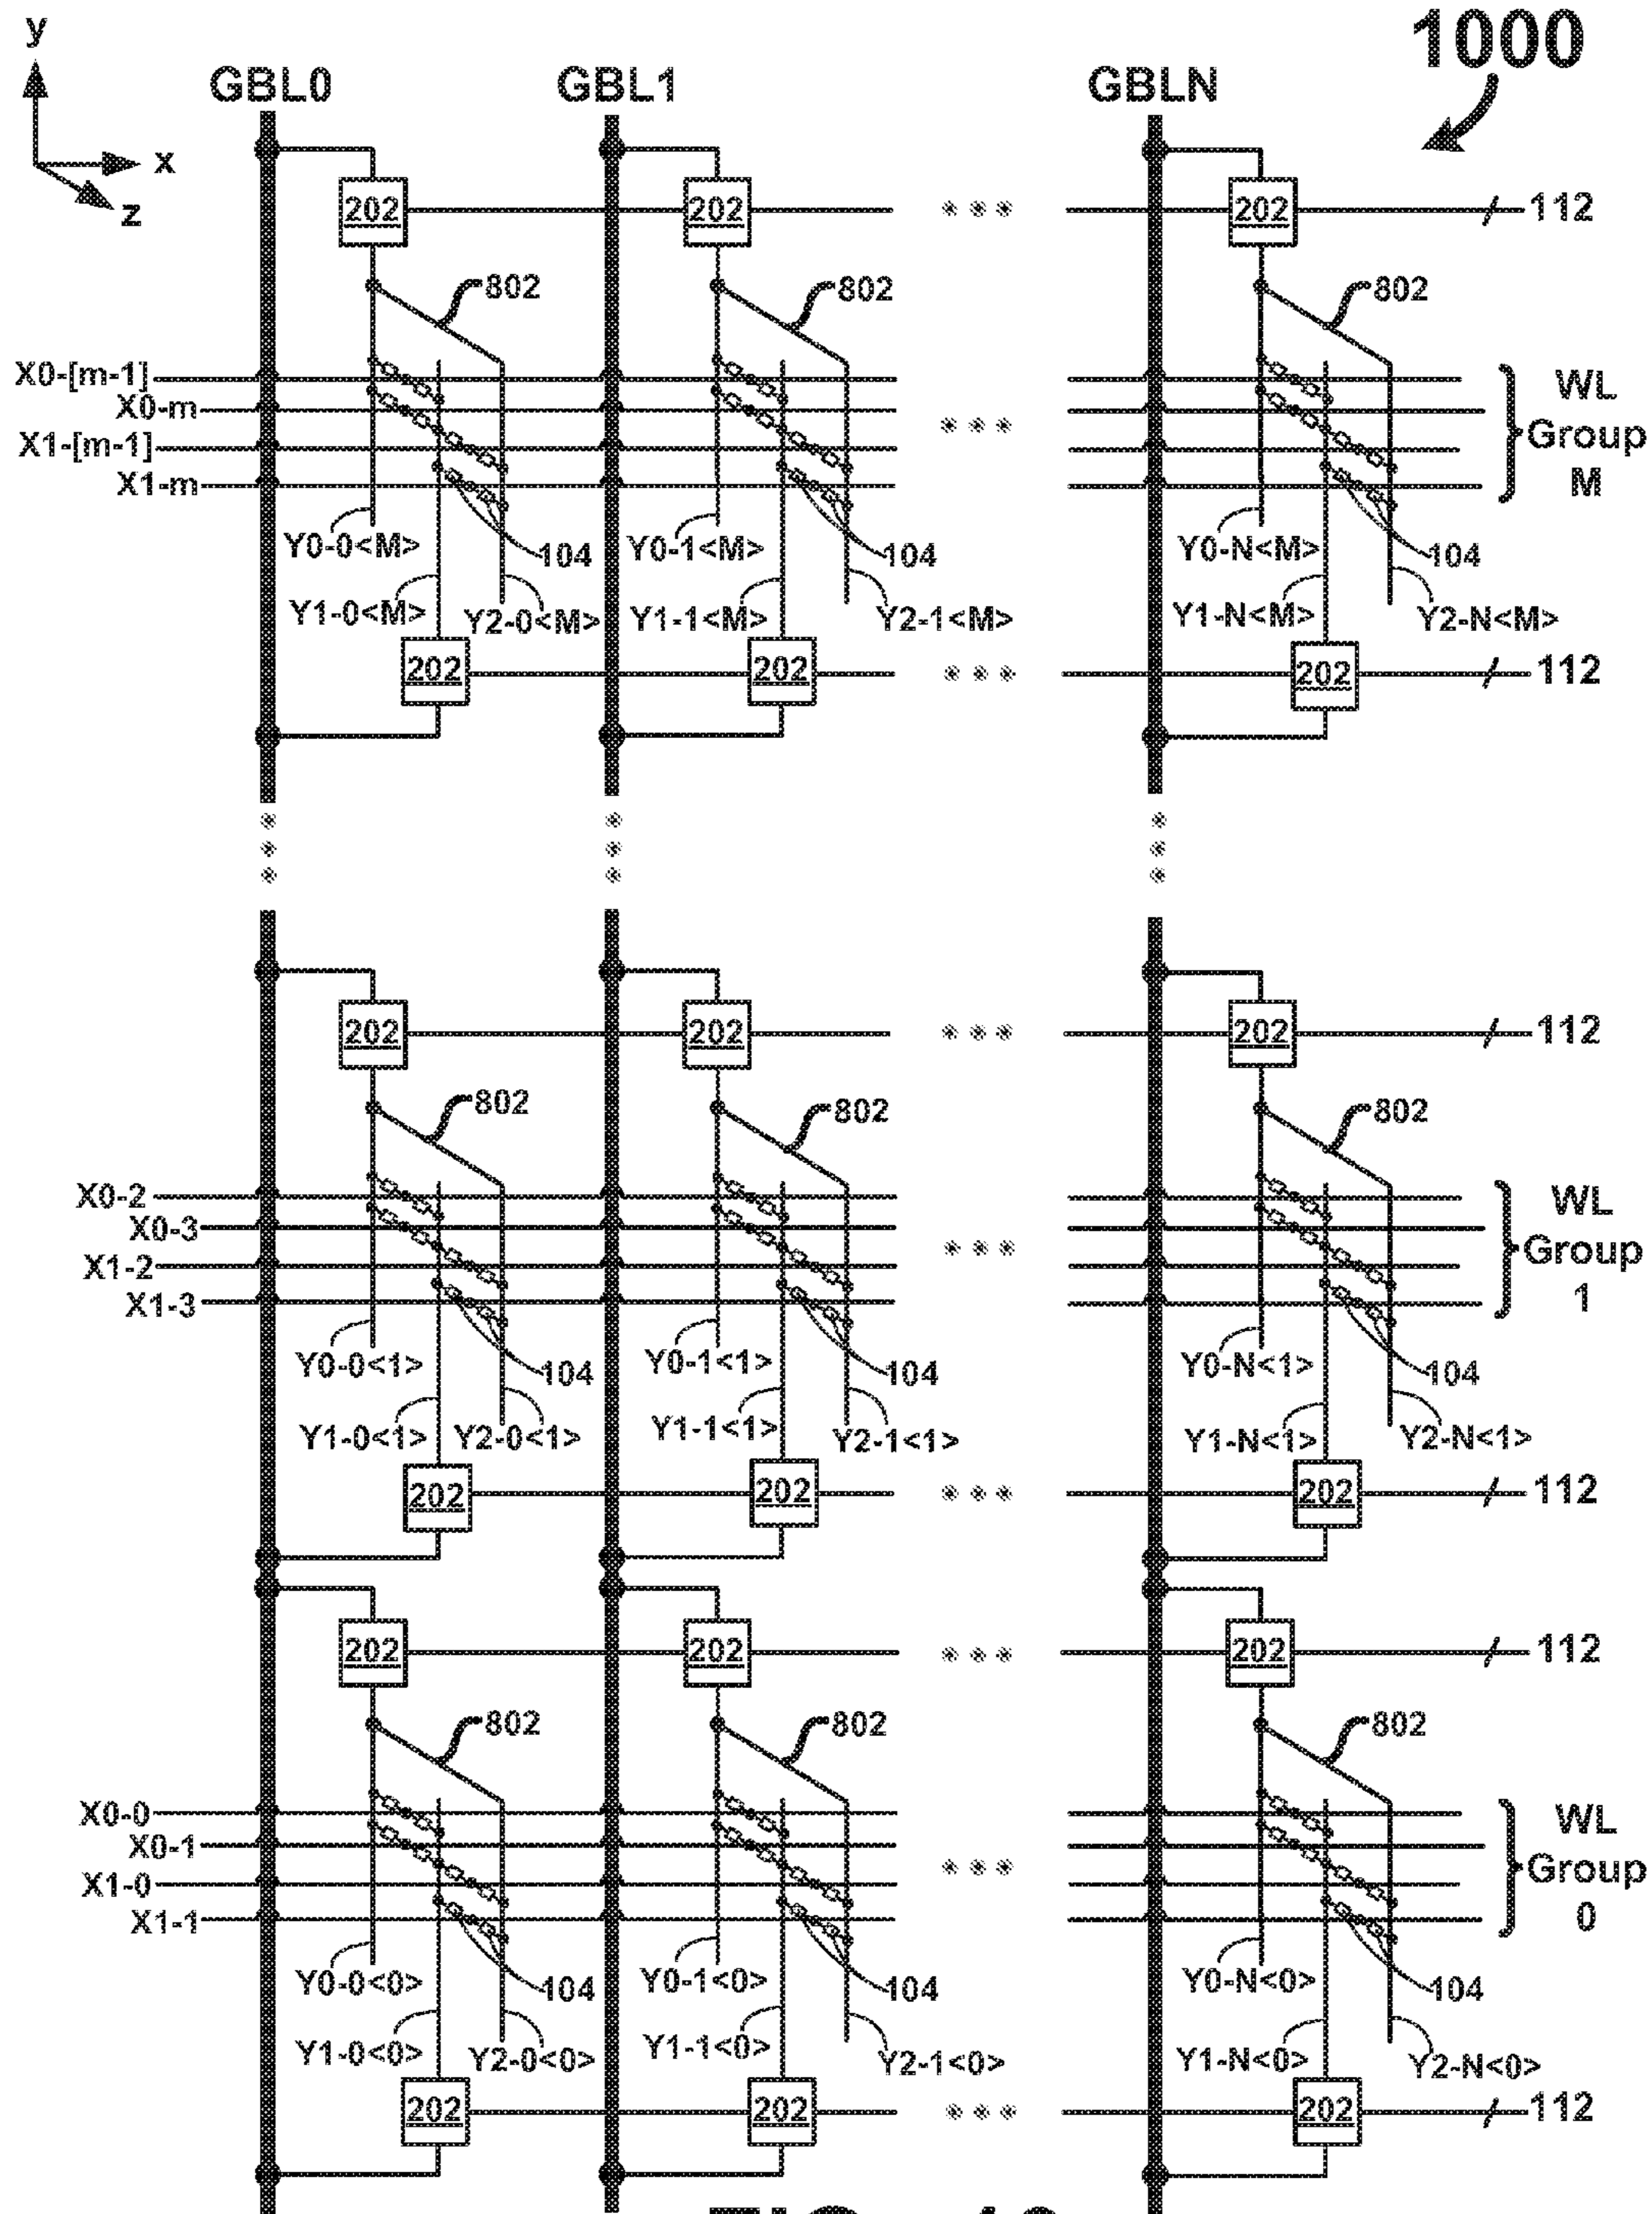 y
x
z
1000
GBL0 GBL1 GBLN
202 202 202 112
802 802 802
X0-[m-1]
X0-m
X1-[m-1]
X1-m
WL
Group
M
Y0-0<M> 104 Y0-1<M> 104 Y0-N<M> 104
Y1-0<M> Y2-0<M> Y1-1<M> Y2-1<M> Y1-N<M> Y2-N<M>
202 202 202 112
202 202 202 112
802 802 802
X0-2
X0-3
X1-2
X1-3
WL
Group
1
Y0-0<1> 104 Y0-1<1> 104 Y0-N<1> 104
Y1-0<1> Y2-0<1> Y1-1<1> Y2-1<1> Y1-N<1> Y2-N<1>
202 202 202 112
202 202 202 112
802 802 802
X0-0
X0-1
X1-0
X1-1
WL
Group
0
Y0-0<0> 104 Y0-1<0> 104 Y0-N<0> 104
Y1-0<0> Y2-0<0> Y1-1<0> Y2-1<0> Y1-N<0> Y2-N<0>
202 202 202 112